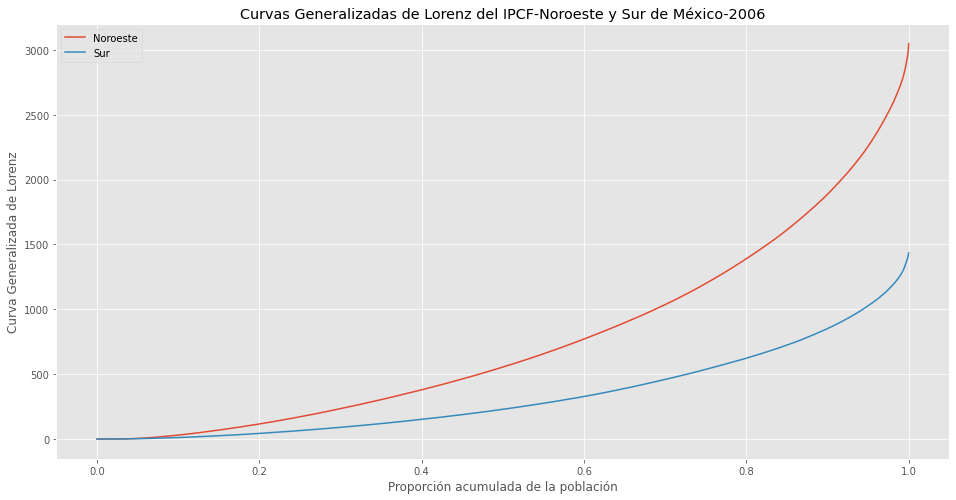 Curvas Generalizadas de Lorenz del IPCF-Noroeste y Sur de México-2006
Noroeste
Sur
Curva Generalizada de Lorenz
3000
2500
2000
1500
1000
500
0
0.0 0.2 0.4 0.6 0.8 1.0
Proporción acumulada de la población